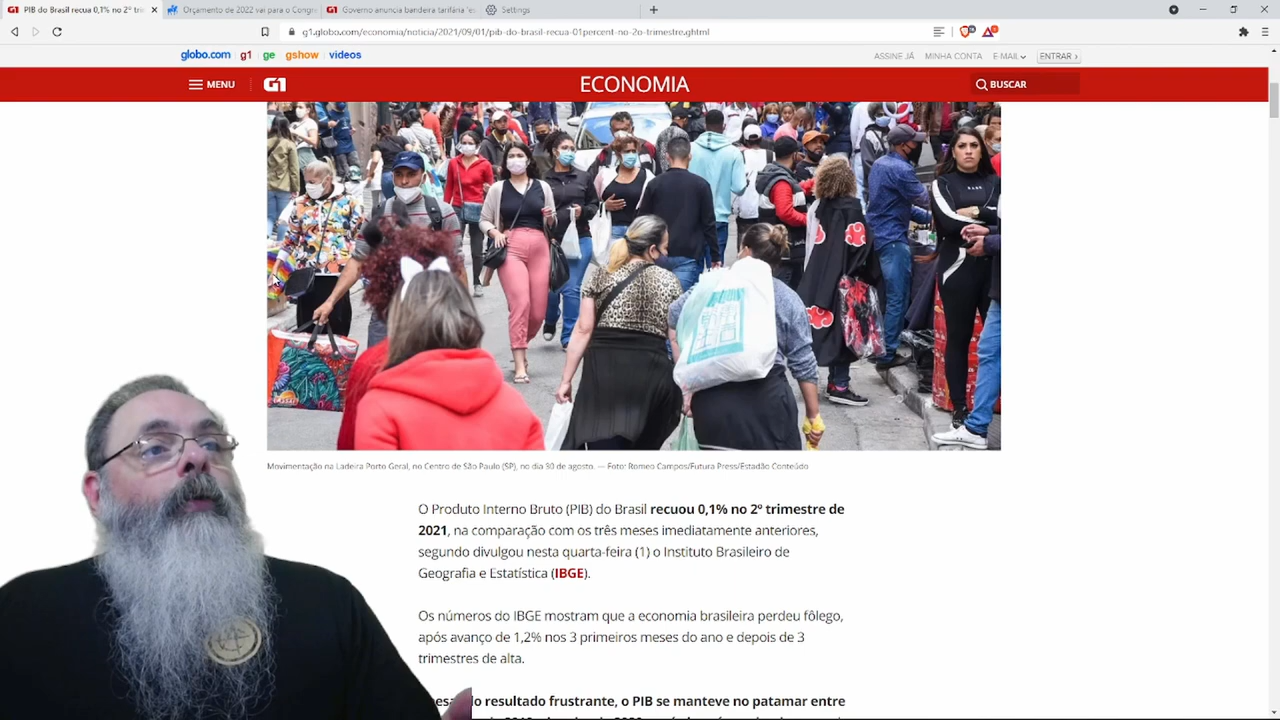 PIB do Brasil recua 0,1% no 2º tri
Orçamento de 2022 vai para o Congre
Governo anuncia bandeira tarifária "es
Settings
g1.globo.com/economia/noticia/2021/09/01/pib-do-brasil-recua-01percent-no-2o-trimestre.ghtml
globo.com g1 ge gshow videos
ASSINE JÁ MINHA CONTA E-MAIL ENTRAR ›
MENU G1 ECONOMIA BUSCAR
Movimentação na Ladeira Porto Geral, no Centro de São Paulo (SP), no dia 30 de agosto. — Foto: Romeo Campos/Futura Press/Estadão Conteúdo
O Produto Interno Bruto (PIB) do Brasil recuou 0,1% no 2º trimestre de
2021, na comparação com os três meses imediatamente anteriores,
segundo divulgou nesta quarta-feira (1) o Instituto Brasileiro de
Geografia e Estatística (IBGE).
Os números do IBGE mostram que a economia brasileira perdeu fôlego,
após avanço de 1,2% nos 3 primeiros meses do ano e depois de 3
trimestres de alta.
do resultado frustrante, o PIB se manteve no patamar entre